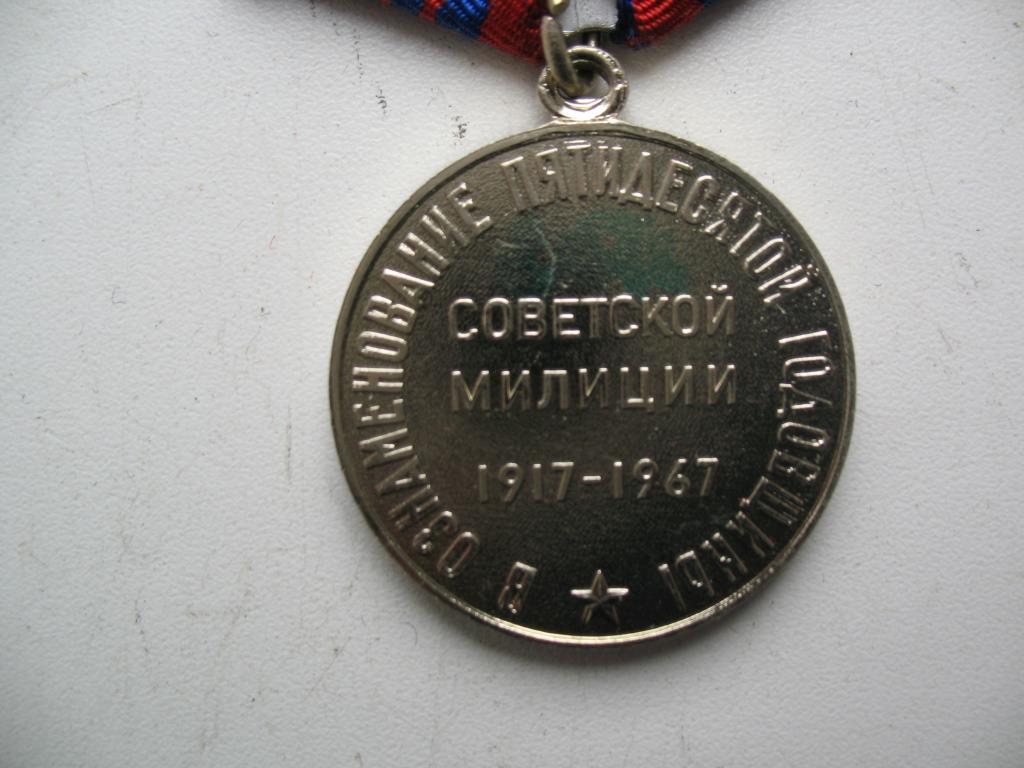 В ОЗНАМЕНОВАНИЕ ПЯТИДЕСЯТОЙ ГОДОВЩИНЫ
СОВЕТСКОЙ
МИЛИЦИИ
1917-1967